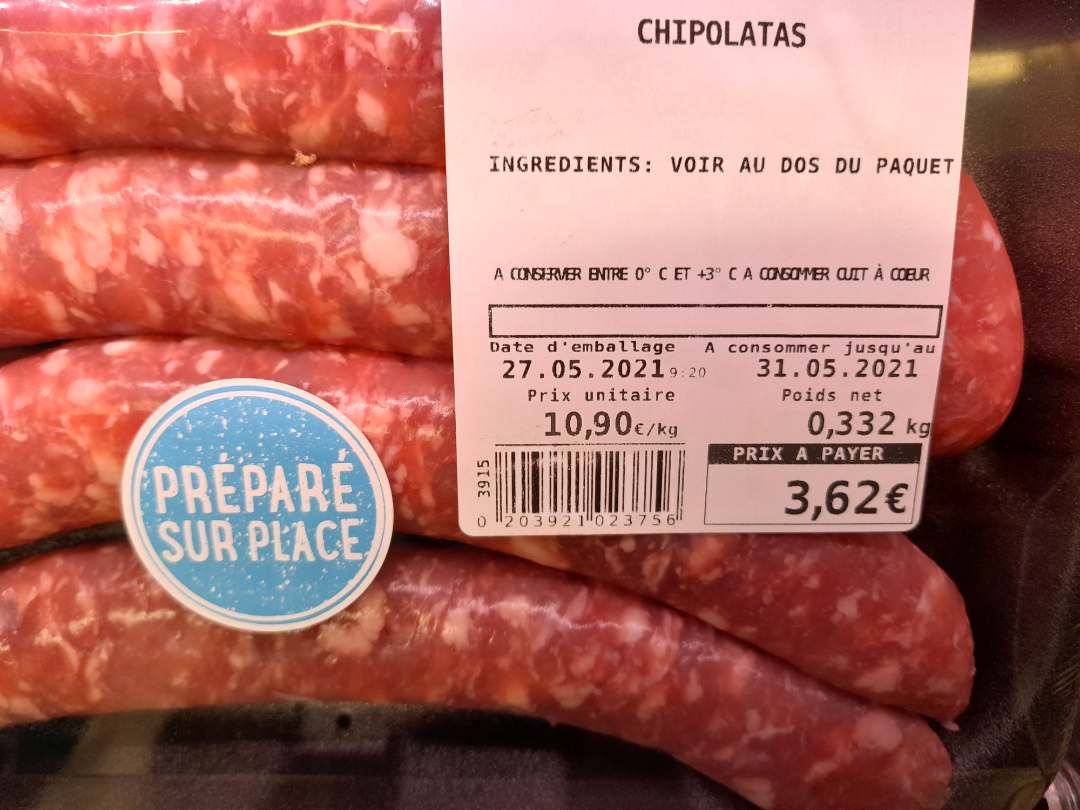 CHIPOLATAS
INGREDIENTS: VOIR AU DOS DU PAQUET
A CONSERVER ENTRE 0° C ET +3° C A CONSOMMER CUIT À COEUR
Date d'emballage A consommer jusqu'au
27.05.2021 9:20 31.05.2021
Prix unitaire Poids net
10,90€/kg 0,332 kg
PRIX A PAYER
3,62€
3915
0 203921 023756
PRÉPARÉ
SUR PLACE